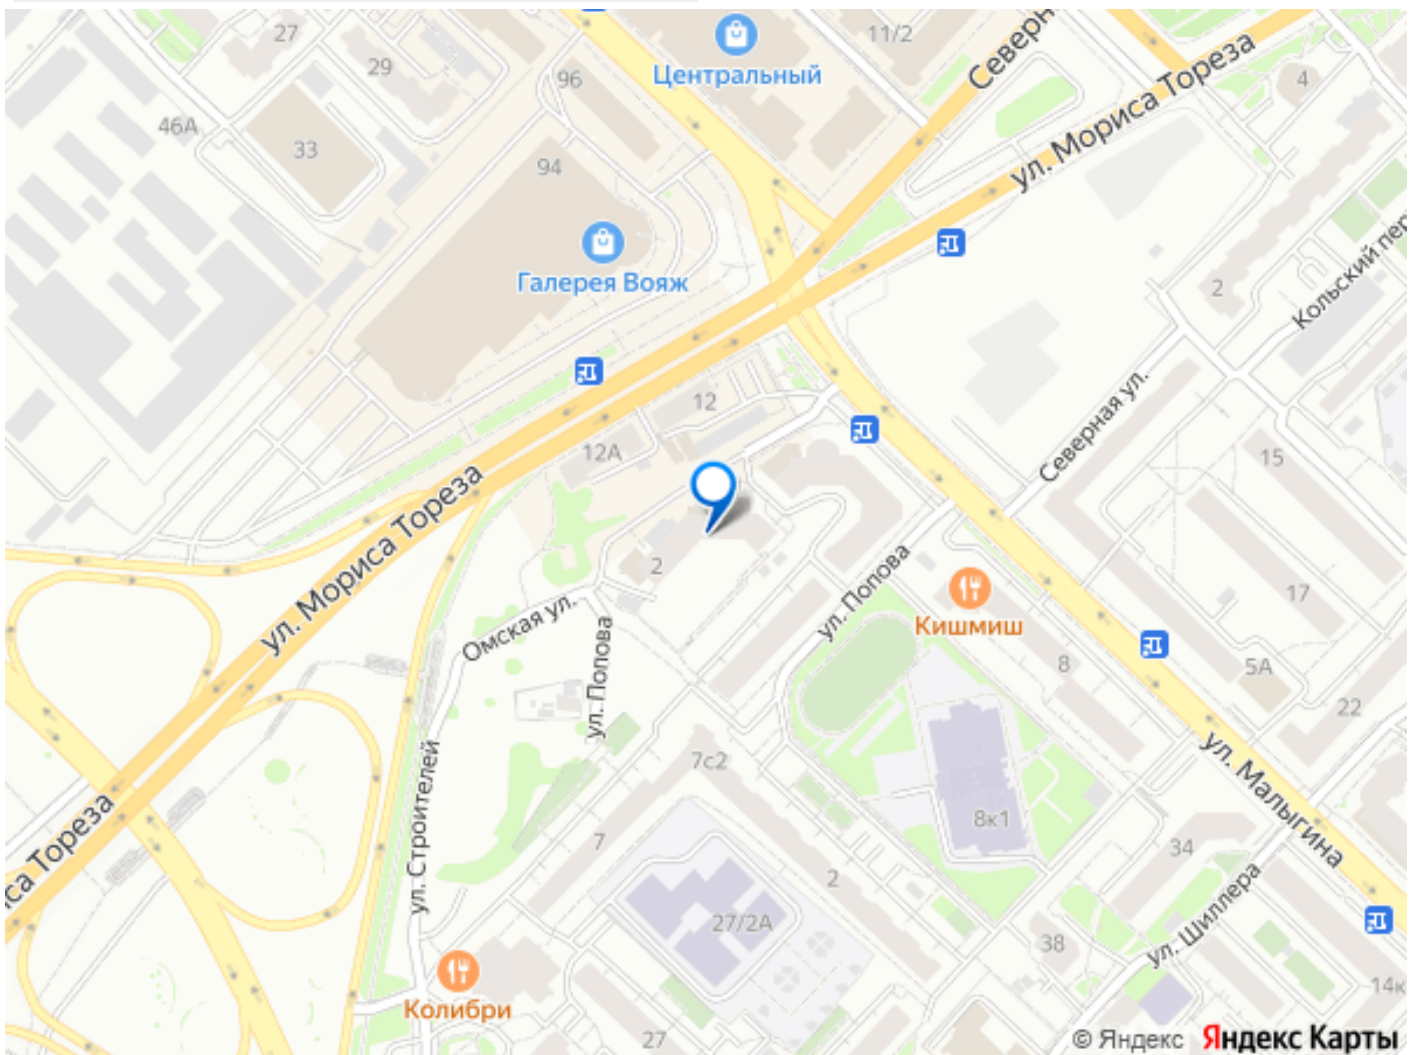 27
Центральный
11/2
Северн
29
96
ул. Мориса Тореза
4
46А
33
94
Галерея Вояж
2
Кольский пер
12
Северная ул.
12А
15
ул. Мориса Тореза
2
ул. Попова
17
Омская ул.
Кишмиш
ул. Попова
8
5А
22
7с2
ул. Малыгина
ул. Строителей
8к1
7
34
са Тореза
2
ул. Шиллера
27/2А
38
Колибри
14к
27
© Яндекс Яндекс Карты